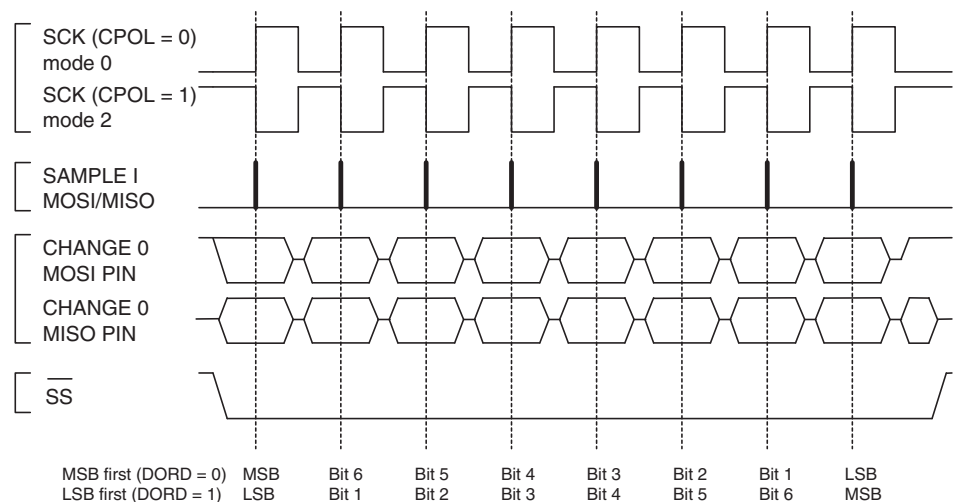 SCK (CPOL = 0)
mode 0
SCK (CPOL = 1)
mode 2
SAMPLE I
MOSI/MISO
CHANGE 0
MOSI PIN
CHANGE 0
MISO PIN
SS
MSB first (DORD = 0) MSB Bit 6 Bit 5 Bit 4 Bit 3 Bit 2 Bit 1 LSB
LSB first (DORD = 1) LSB Bit 1 Bit 2 Bit 3 Bit 4 Bit 5 Bit 6 MSB